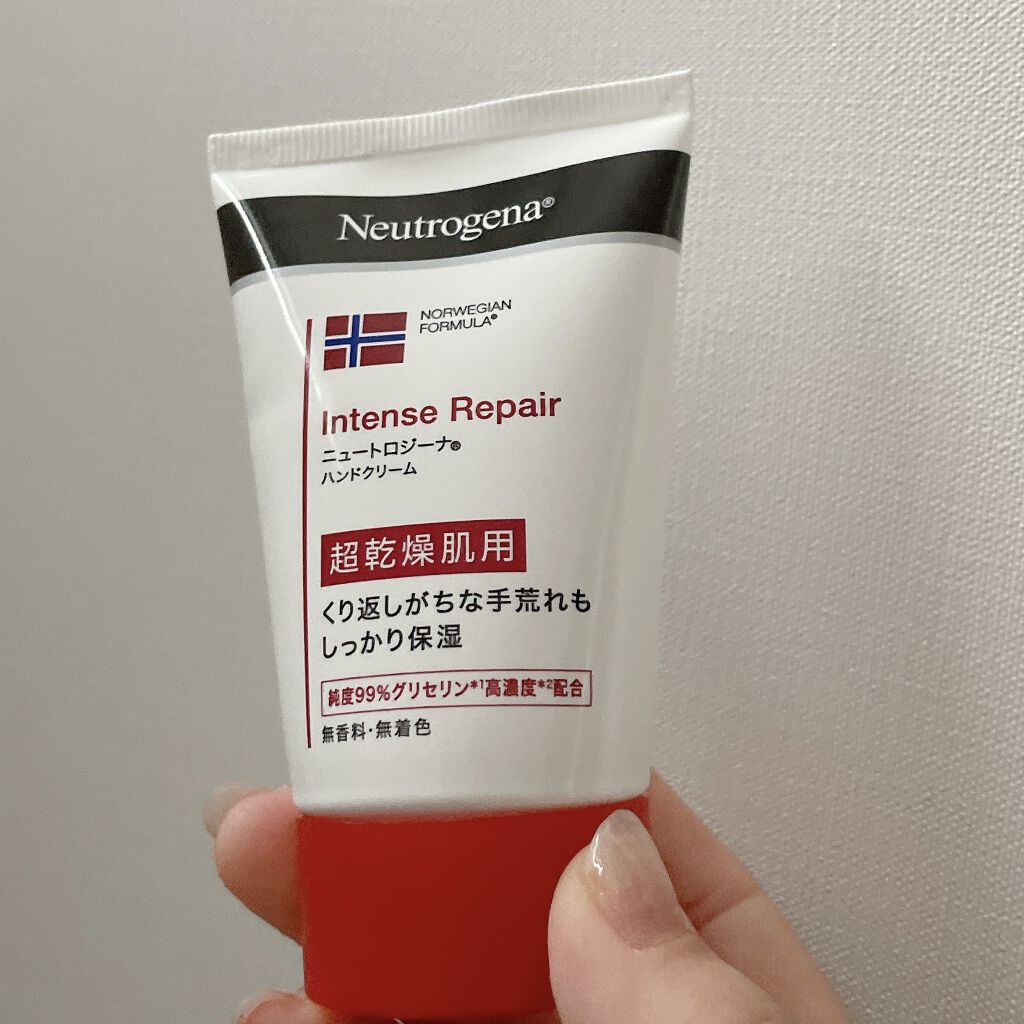 Neutrogena®
NORWEGIAN
FORMULA®
Intense Repair
ニュートロジーナ®
ハンドクリーム
超乾燥肌用
くり返しがちな手荒れも
しっかり保湿
純度99%グリセリン*1高濃度*2配合
無香料・無着色